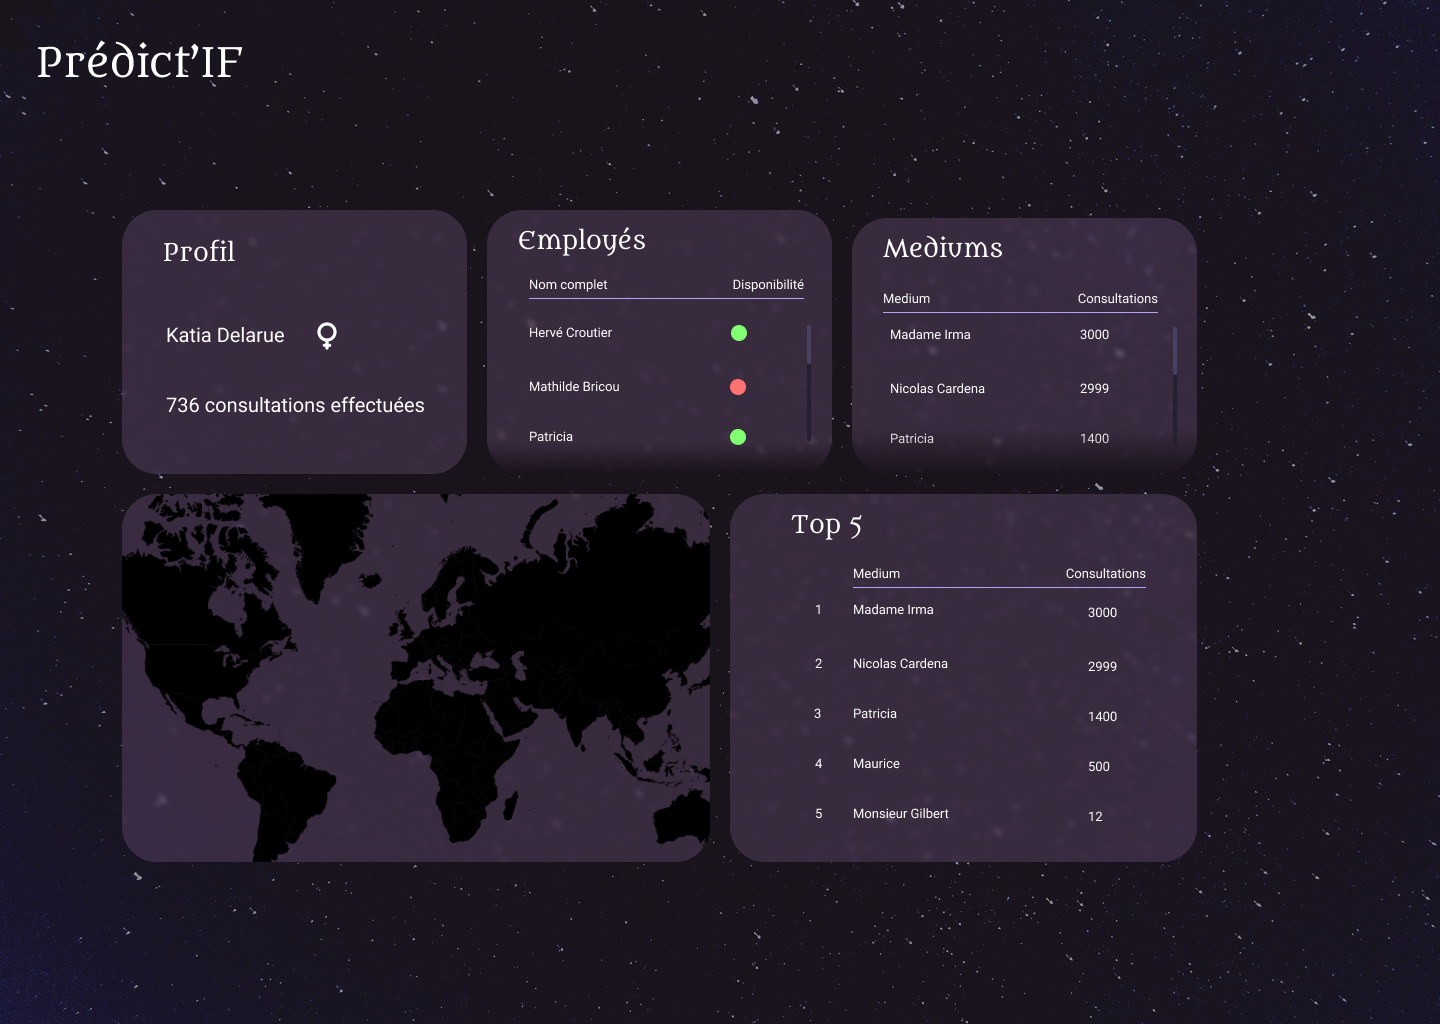 Prédict'IF
Profil
Katia Delarue
736 consultations effectuées
Employés
Nom complet Disponibilité
Hervé Croutier
Mathilde Bricou
Patricia
Mediums
Medium Consultations
Madame Irma 3000
Nicolas Cardena 2999
Patricia 1400
Top 5
Medium Consultations
1 Madame Irma 3000
2 Nicolas Cardena 2999
3 Patricia 1400
4 Maurice 500
5 Monsieur Gilbert 12